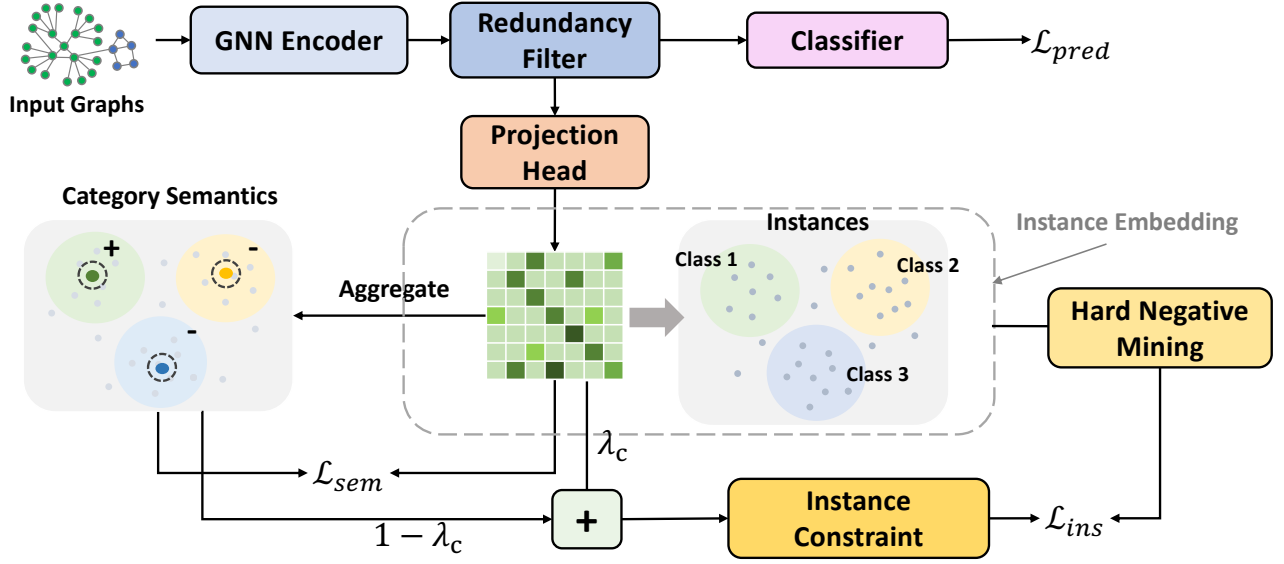 GNN Encoder
Redundancy
Filter
Classifier
ℒ_pred
Input Graphs
Projection
Head
Category Semantics
Instances
Instance Embedding
+
-
-
Class 1
Class 2
Class 3
Aggregate
Hard Negative
Mining
λ_c
ℒ_sem
1 − λ_c
+
Instance
Constraint
ℒ_ins